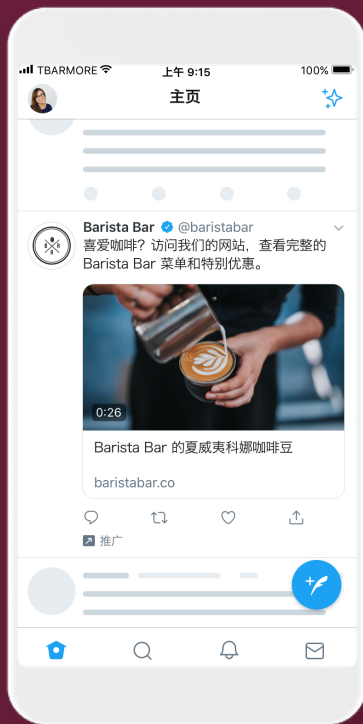 TBARMORE
上午 9:15
100%
主页
Barista Bar @baristabar
喜爱咖啡？访问我们的网站，查看完整的
Barista Bar 菜单和特别优惠。
0:26
Barista Bar 的夏威夷科娜咖啡豆
baristabar.co
推广